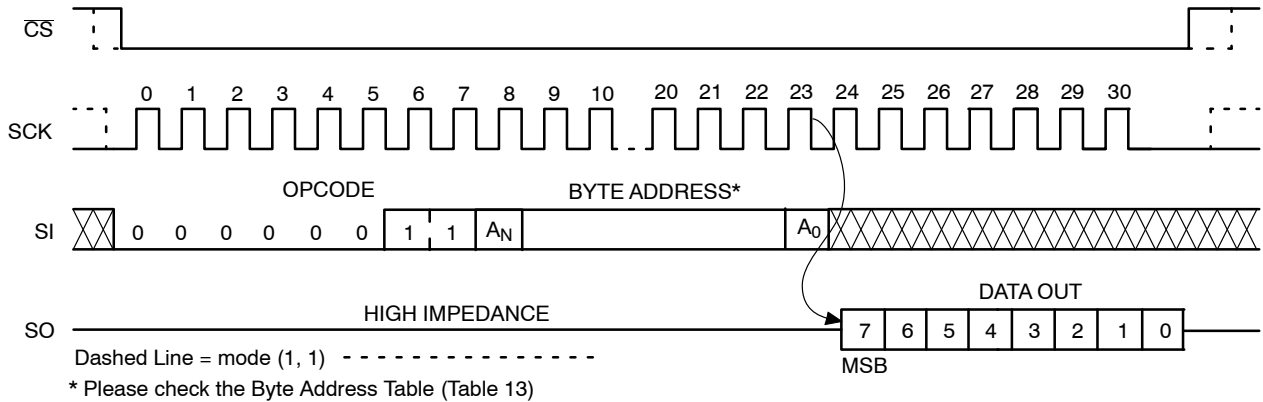 CS
0 1 2 3 4 5 6 7 8 9 10 20 21 22 23 24 25 26 27 28 29 30
SCK
OPCODE BYTE ADDRESS*
SI 0 0 0 0 0 0 1 1 AN A0
DATA OUT
HIGH IMPEDANCE
SO 7 6 5 4 3 2 1 0
Dashed Line = mode (1, 1)
MSB
* Please check the Byte Address Table (Table 13)